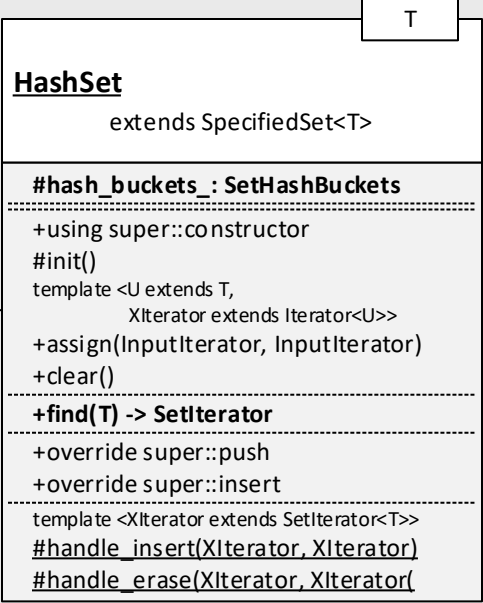 T
HashSet
extends SpecifiedSet<T>
#hash_buckets_: SetHashBuckets
+using super::constructor
#init()
template <U extends T,
XIterator extends Iterator<U>>
+assign(InputIterator, InputIterator)
+clear()
+find(T) -> SetIterator
+override super::push
+override super::insert
template <XIterator extends SetIterator<T>>
#handle_insert(XIterator, XIterator)
#handle_erase(XIterator, XIterator(